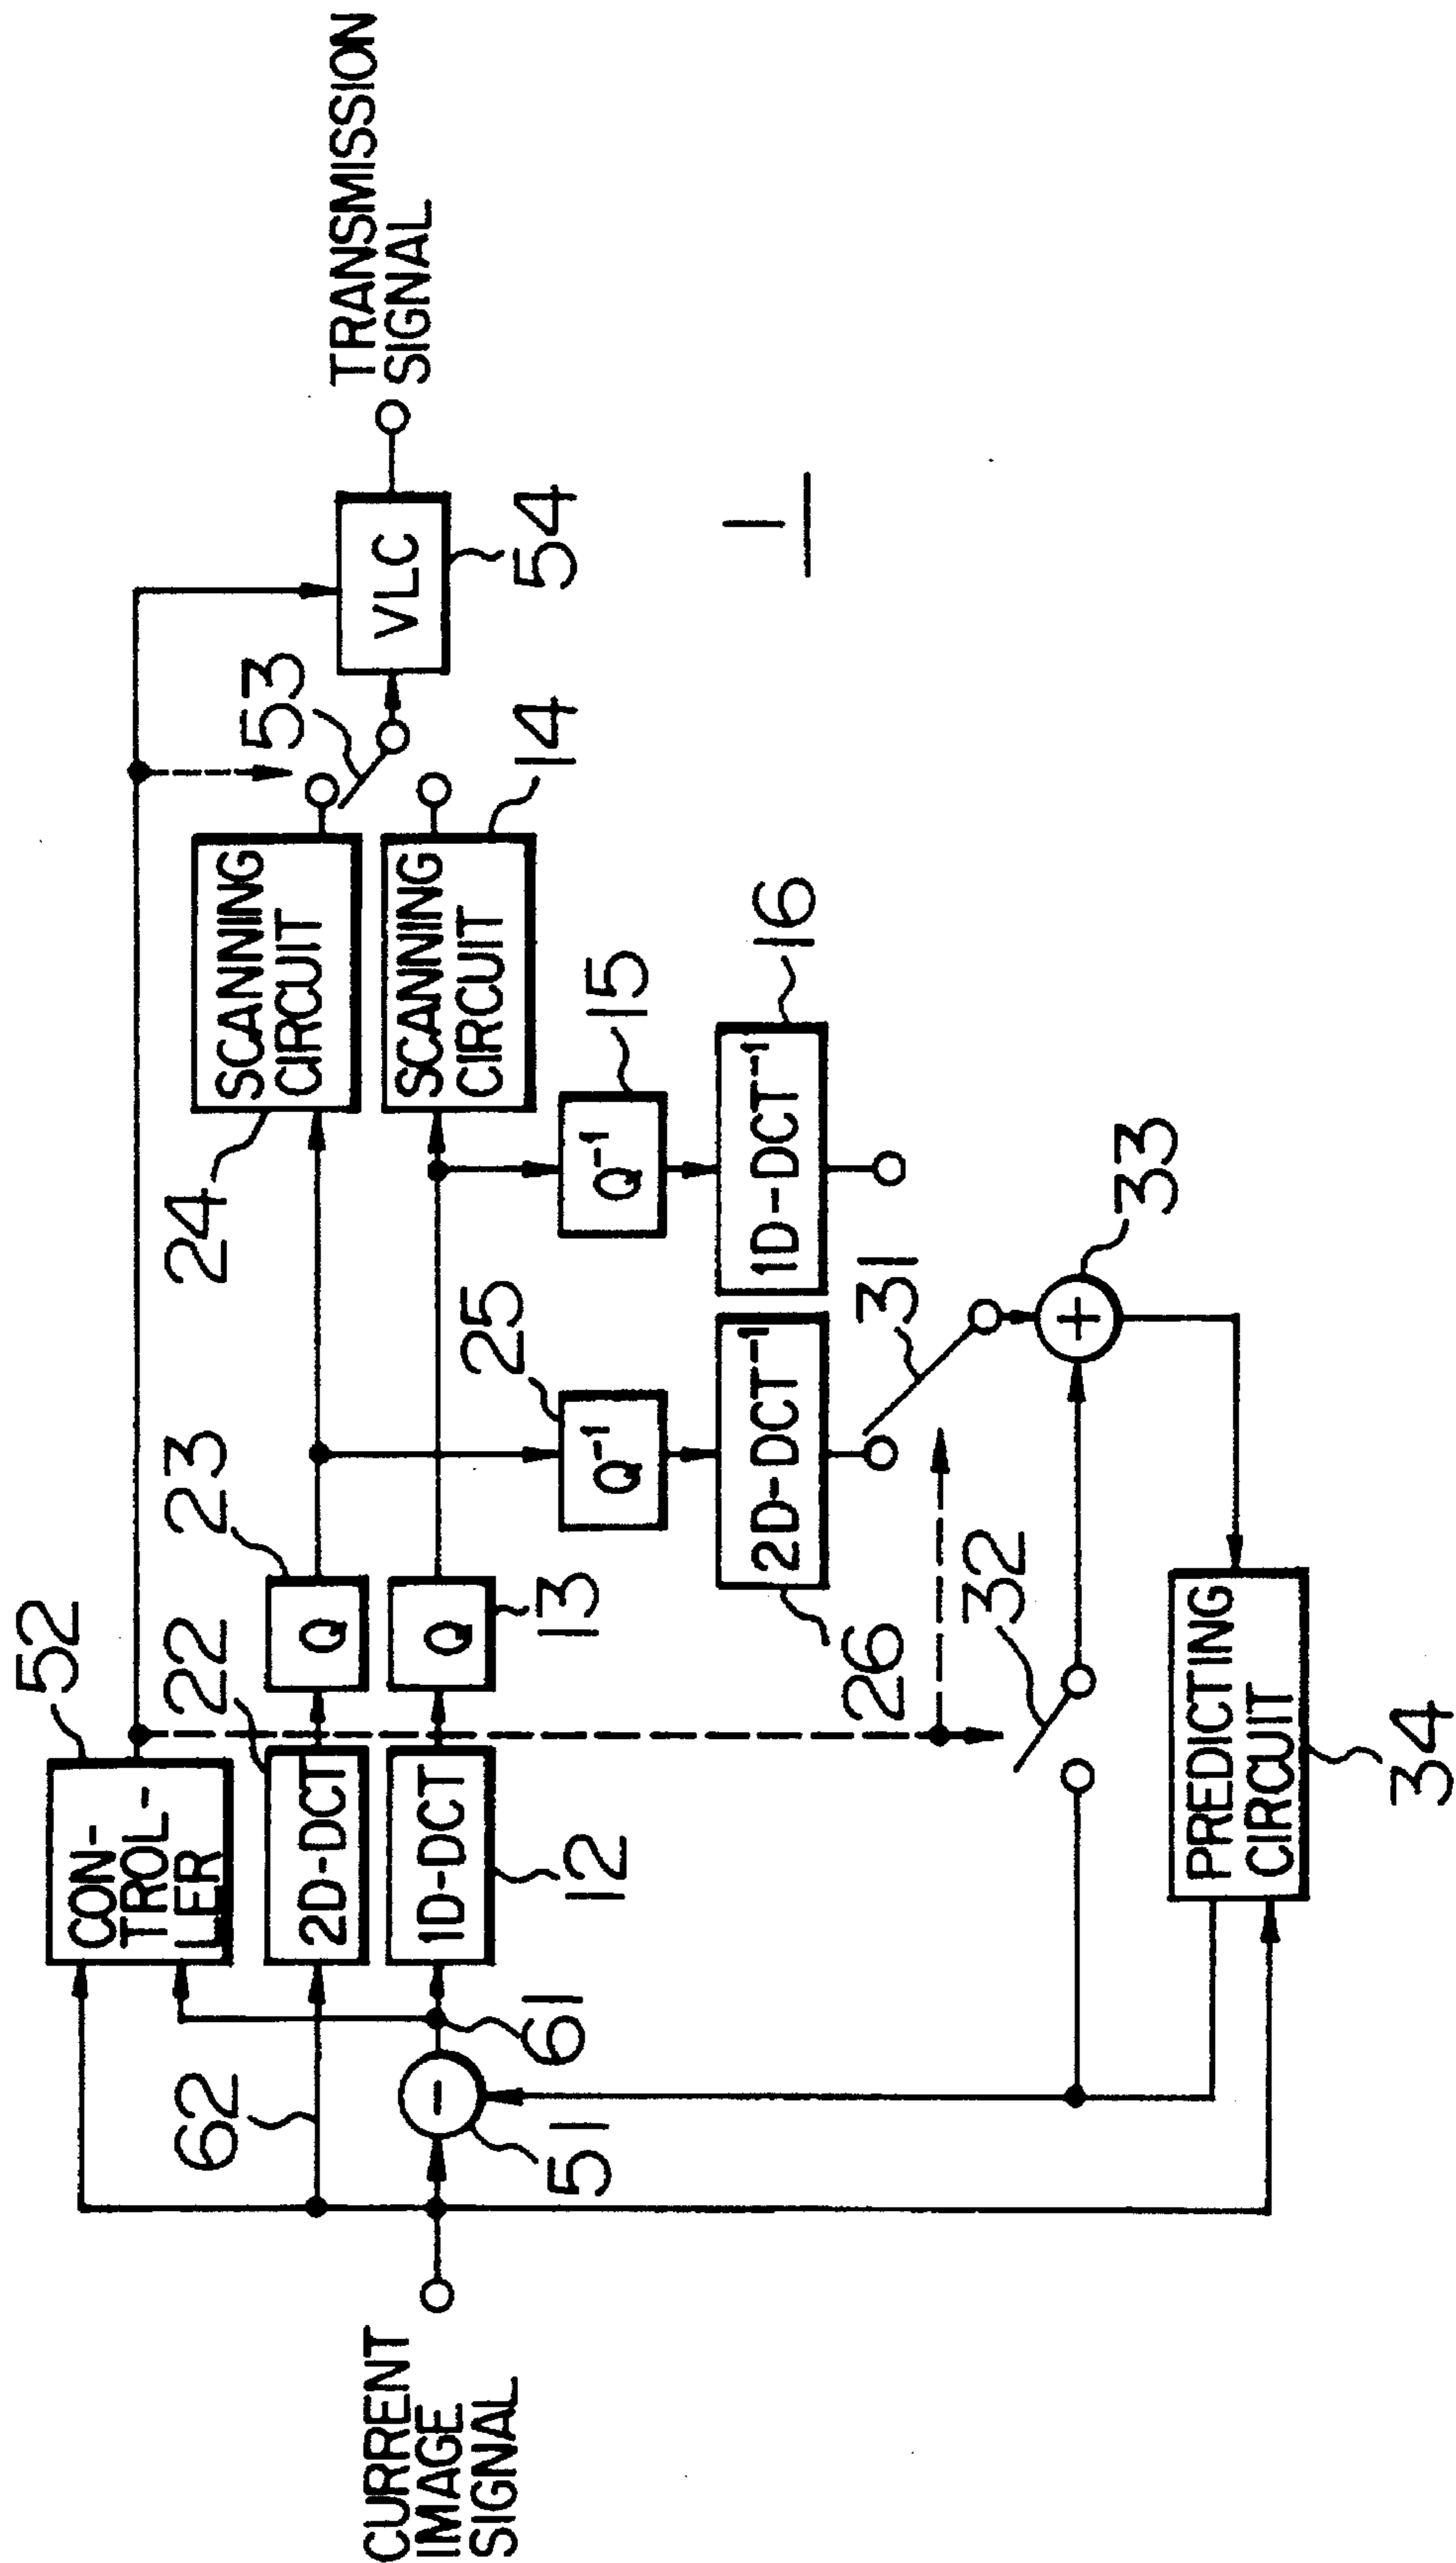 52
CON-
TROL-
LER
22
23
24
2D-DCT
Q
SCANNING
CIRCUIT
53
TRANSMISSION
SIGNAL
VLC
54
62
CURRENT
IMAGE
SIGNAL
51
−
61
1D-DCT
12
Q
13
SCANNING
CIRCUIT
14
25
Q⁻¹
15
Q⁻¹
1
2D-DCT⁻¹
26
1D-DCT⁻¹
16
31
32
+
33
PREDICTING
CIRCUIT
34